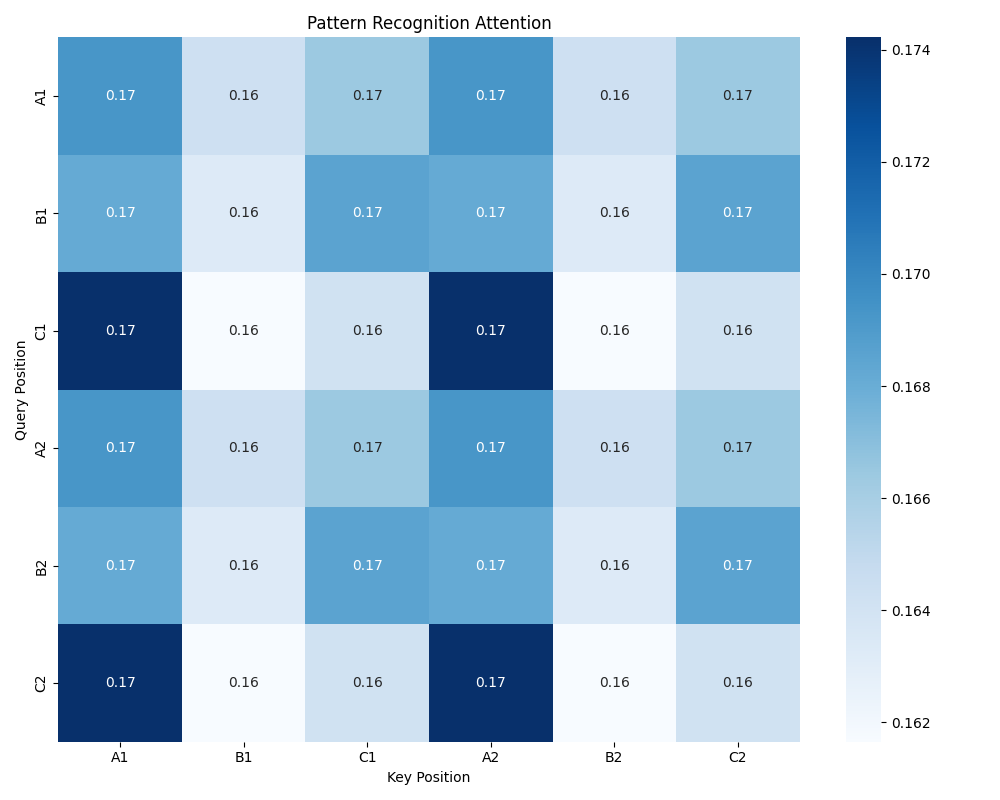 Pattern Recognition Attention
A1 0.17 0.16 0.17 0.17 0.16 0.17
B1 0.17 0.16 0.17 0.17 0.16 0.17
C1 0.17 0.16 0.16 0.17 0.16 0.16
A2 0.17 0.16 0.17 0.17 0.16 0.17
B2 0.17 0.16 0.17 0.17 0.16 0.17
C2 0.17 0.16 0.16 0.17 0.16 0.16
A1 B1 C1 A2 B2 C2
Key Position
Query Position
0.174
0.172
0.170
0.168
0.166
0.164
0.162